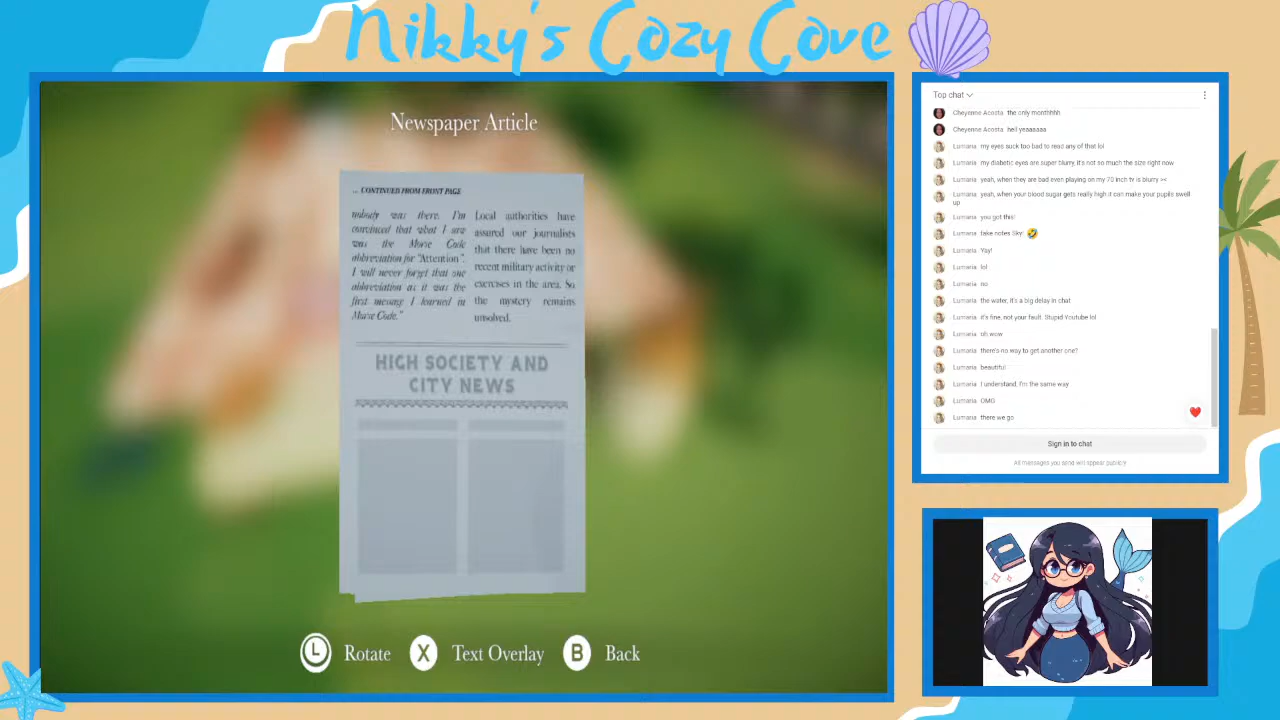 Nikky's Cozy Cove
Newspaper Article
... CONTINUED FROM FRONT PAGE
nobody was there. I'm
convinced that what I saw
was the Morse Code
abbreviation for "Attention".
I will never forget that one
abbreviation as it was the
first message I learned in
Morse Code."
Local authorities have
assured our journalists
that there have been no
recent military activity or
exercises in the area. So
the mystery remains
unsolved.
HIGH SOCIETY AND
CITY NEWS
L Rotate X Text Overlay B Back
Top chat
Cheyenne Acosta the only monthhhh
Cheyenne Acosta hell yeaaaaaa
Lumaria my eyes suck too bad to read any of that lol
Lumaria my diabetic eyes are super blurry, it's not so much the size right now
Lumaria yeah, when they are bad even playing on my 70 inch tv is blurry ><
Lumaria yeah, when your blood sugar gets really high it can make your pupils swell
up
Lumaria you got this!
Lumaria take notes Sky! 🤣
Lumaria Yay!
Lumaria lol
Lumaria no
Lumaria the water, it's a big delay in chat
Lumaria it's fine, not your fault. Stupid Youtube lol
Lumaria oh wow
Lumaria there's no way to get another one?
Lumaria beautiful
Lumaria I understand, I'm the same way
Lumaria OMG
Lumaria there we go
Sign in to chat
All messages you send will appear publicly